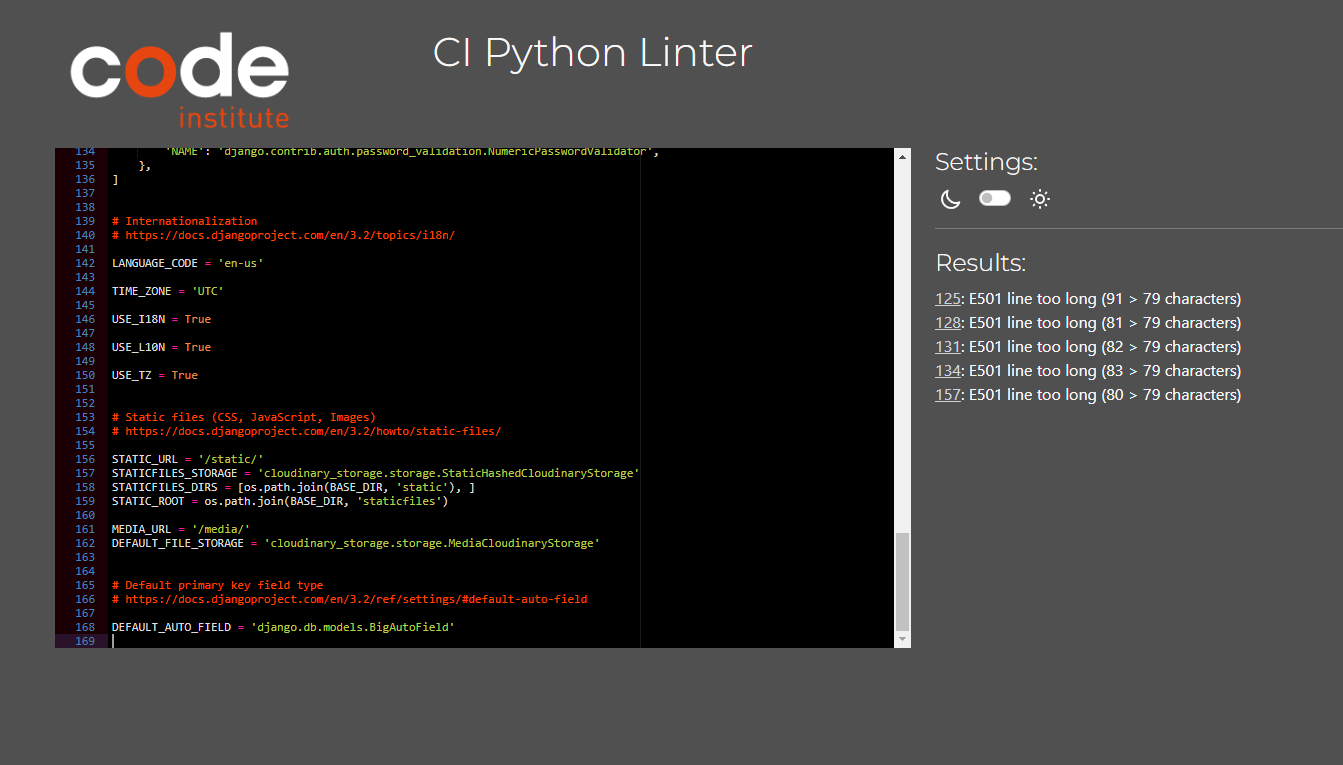 code
institute
CI Python Linter
134 'NAME': 'django.contrib.auth.password_validation.NumericPasswordValidator',
135 },
136 ]
137
138
139 # Internationalization
140 # https://docs.djangoproject.com/en/3.2/topics/i18n/
141
142 LANGUAGE_CODE = 'en-us'
143
144 TIME_ZONE = 'UTC'
145
146 USE_I18N = True
147
148 USE_L10N = True
149
150 USE_TZ = True
151
152
153 # Static files (CSS, JavaScript, Images)
154 # https://docs.djangoproject.com/en/3.2/howto/static-files/
155
156 STATIC_URL = '/static/'
157 STATICFILES_STORAGE = 'cloudinary_storage.storage.StaticHashedCloudinaryStorage'
158 STATICFILES_DIRS = [os.path.join(BASE_DIR, 'static'), ]
159 STATIC_ROOT = os.path.join(BASE_DIR, 'staticfiles')
160
161 MEDIA_URL = '/media/'
162 DEFAULT_FILE_STORAGE = 'cloudinary_storage.storage.MediaCloudinaryStorage'
163
164
165 # Default primary key field type
166 # https://docs.djangoproject.com/en/3.2/ref/settings/#default-auto-field
167
168 DEFAULT_AUTO_FIELD = 'django.db.models.BigAutoField'
169
Settings:
Results:
125: E501 line too long (91 > 79 characters)
128: E501 line too long (81 > 79 characters)
131: E501 line too long (82 > 79 characters)
134: E501 line too long (83 > 79 characters)
157: E501 line too long (80 > 79 characters)